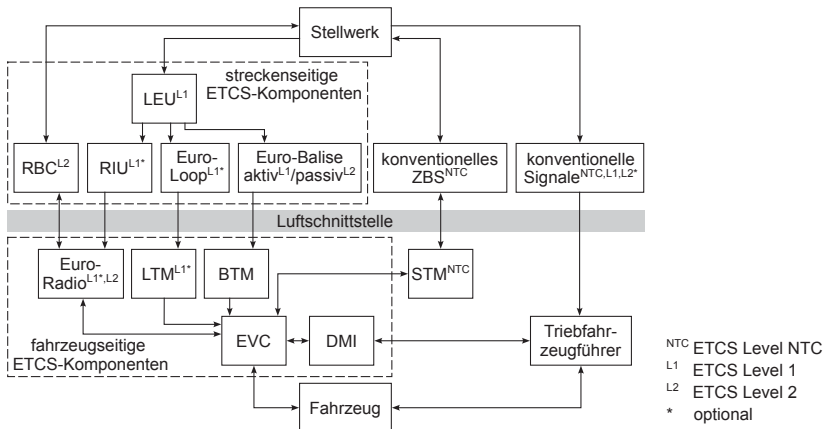 Stellwerk
streckenseitige
ETCS-Komponenten
LEU^L1
RBC^L2
RIU^L1*
Euro-
Loop^L1*
Euro-Balise
aktiv^L1/passiv^L2
konventionelles
ZBS^NTC
konventionelle
Signale^NTC,L1,L2*
Luftschnittstelle
Euro-
Radio^L1*,L2
LTM^L1*
BTM
STM^NTC
fahrzeugseitige
ETCS-Komponenten
EVC
DMI
Triebfahr-
zeugführer
Fahrzeug
NTC ETCS Level NTC
L1 ETCS Level 1
L2 ETCS Level 2
* optional